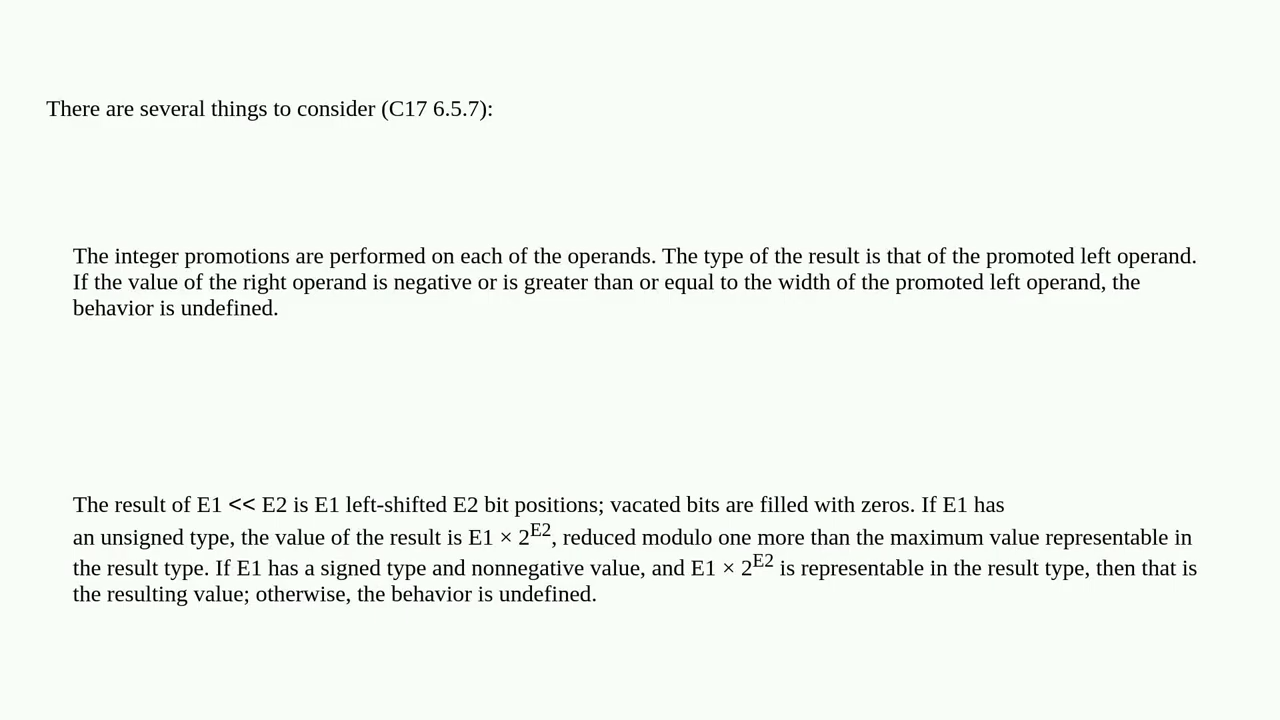 There are several things to consider (C17 6.5.7):
The integer promotions are performed on each of the operands. The type of the result is that of the promoted left operand.
If the value of the right operand is negative or is greater than or equal to the width of the promoted left operand, the
behavior is undefined.
The result of E1 << E2 is E1 left-shifted E2 bit positions; vacated bits are filled with zeros. If E1 has
an unsigned type, the value of the result is E1 × 2^E2, reduced modulo one more than the maximum value representable in
the result type. If E1 has a signed type and nonnegative value, and E1 × 2^E2 is representable in the result type, then that is
the resulting value; otherwise, the behavior is undefined.